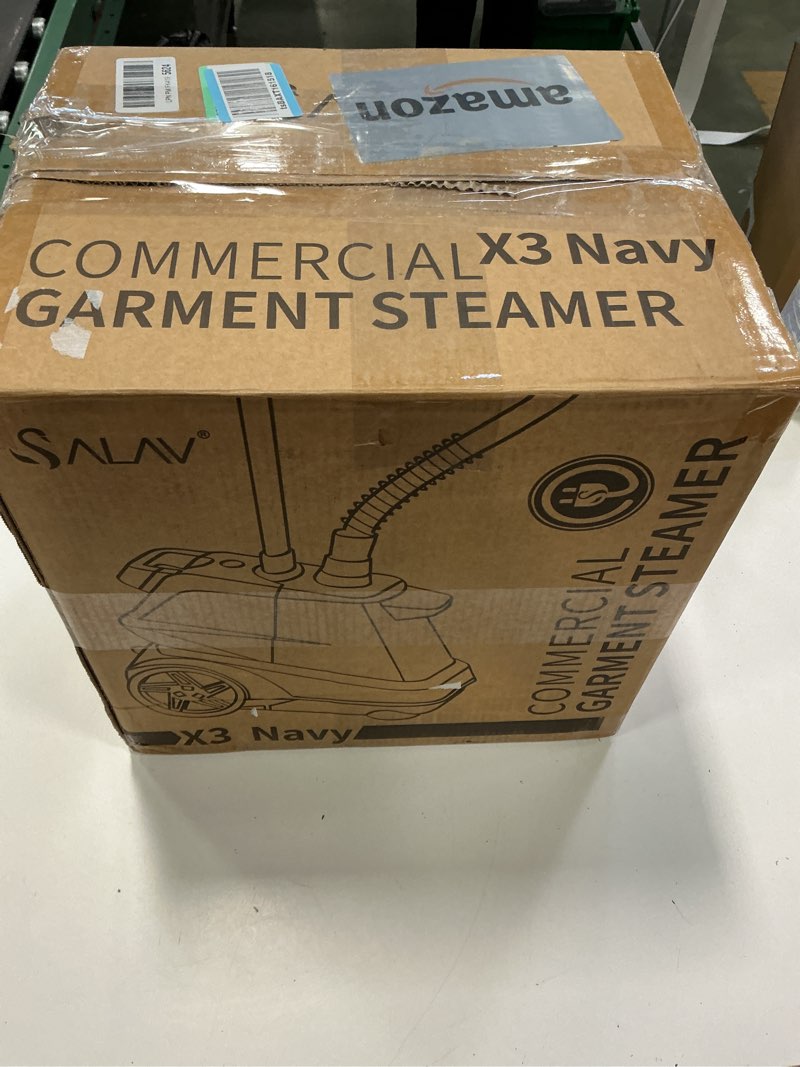 amazon
COMMERCIAL X3 Navy
GARMENT STEAMER
SALAV®
COMMERCIAL
GARMENT STEAMER
X3 Navy